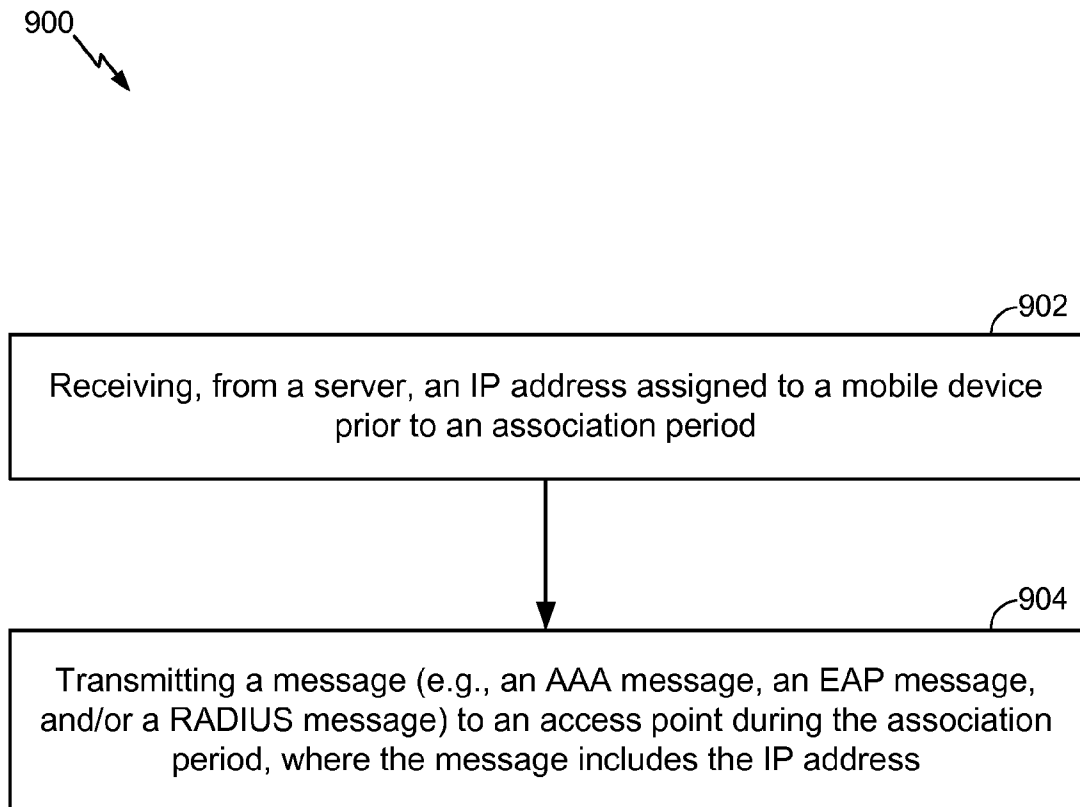 900
902
Receiving, from a server, an IP address assigned to a mobile device
prior to an association period
904
Transmitting a message (e.g., an AAA message, an EAP message,
and/or a RADIUS message) to an access point during the association
period, where the message includes the IP address